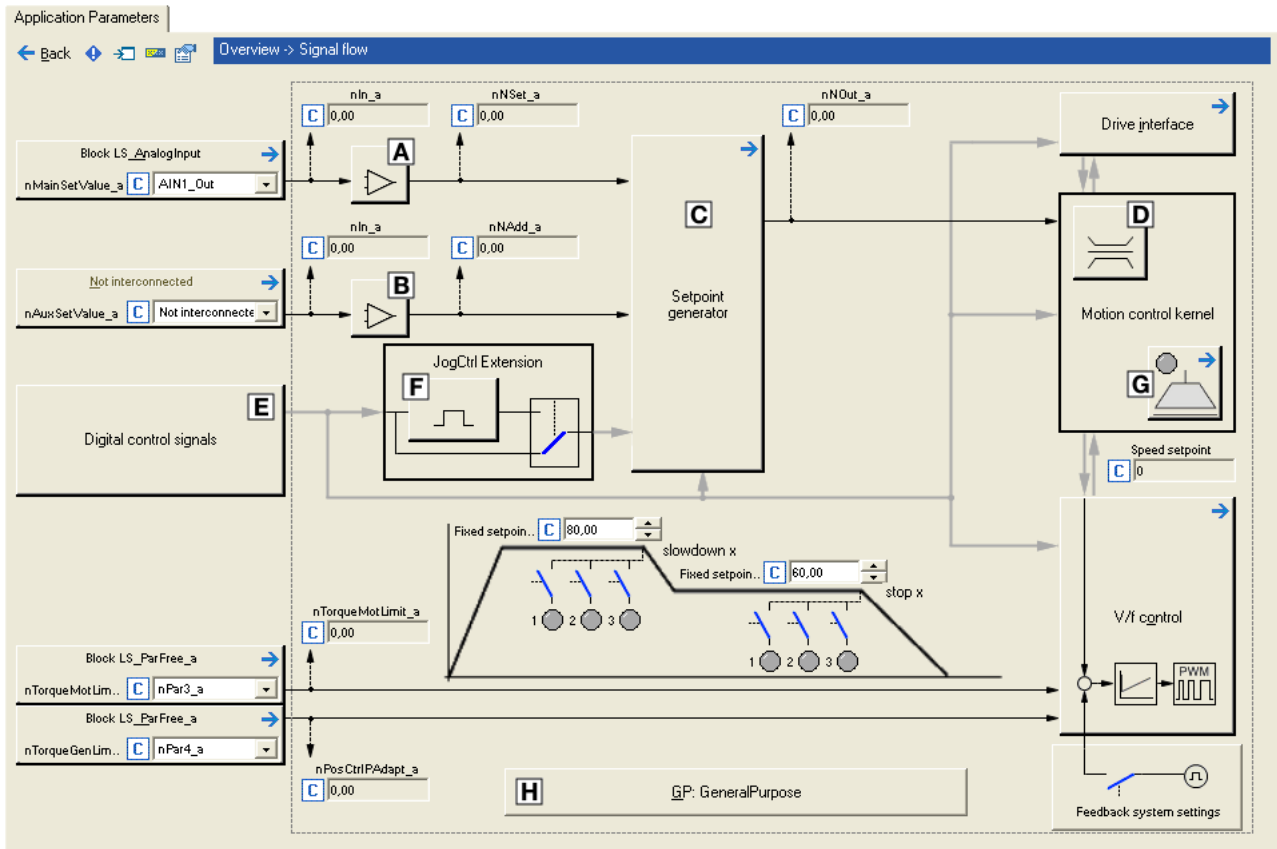 Application Parameters
Back
Overview -> Signal flow
nIn_a
C 0,00
nNSet_a
C 0,00
nNOut_a
C 0,00
Block LS_AnalogInput
nMainSetValue_a C AIN1_Out
A
nIn_a
C 0,00
nNAdd_a
C 0,00
Not interconnected
nAuxSetValue_a C Not interconnecte
B
C
Setpoint
generator
Drive interface
D
Motion control kernel
G
JogCtrl Extension
F
E
Digital control signals
Speed setpoint
C 0
Fixed setpoin.. C 80,00
slowdown x
Fixed setpoin.. C 60,00
stop x
1 2 3
1 2 3
nTorqueMotLimit_a
C 0,00
V/f control
PWM
Block LS_ParFree_a
nTorqueMotLim.. C nPar3_a
Block LS_ParFree_a
nTorqueGenLim.. C nPar4_a
nPosCtrlPAdapt_a
C 0,00
H GP: GeneralPurpose
Feedback system settings